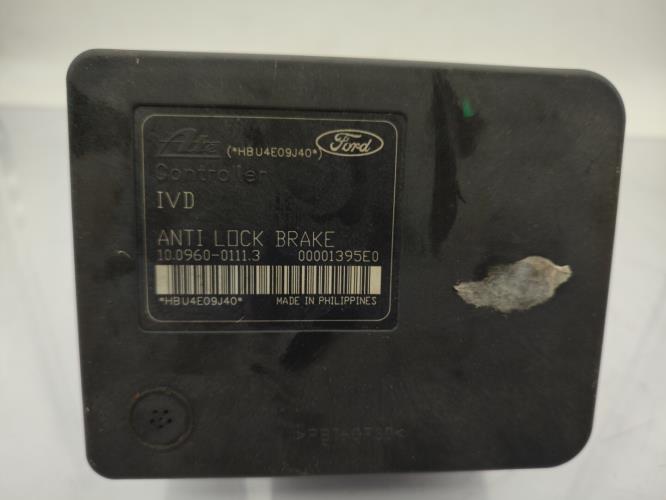 Ate (*HBU4E09J40*) Ford
Controller
IVD
ANTI LOCK BRAKE
10.0960-0111.3 00001395E0
*HBU4E09J40* MADE IN PHILIPPINES